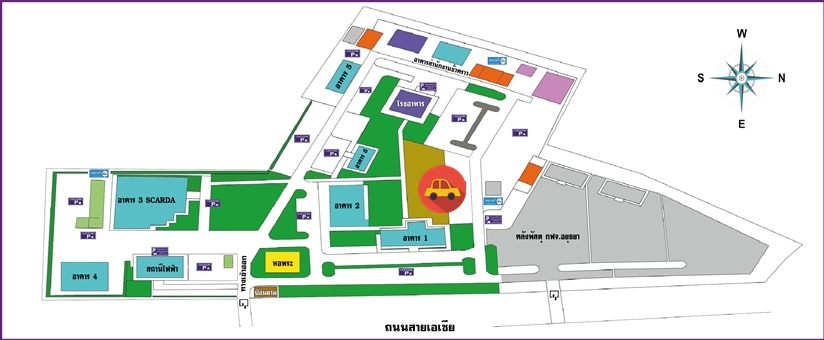 W
S
N
E
อาคารสำนักงานชั่วคราว
อาคาร 5
โรงอาหาร
อาคาร 6
อาคาร 3 SCARDA
อาคาร 2
อาคาร 1
คลังพัสดุ กฟจ.อยุธยา
อาคาร 4
สถานีไฟฟ้า
ทางเข้าออก
หอพระ
ป้อมยาม
ถนนสายเอเซีย